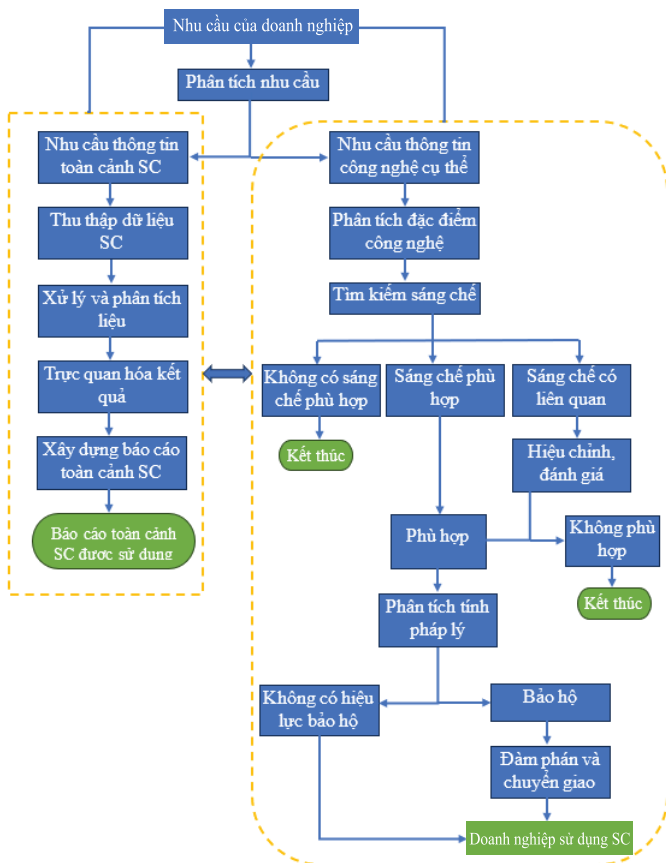 Nhu cầu của doanh nghiệp
Phân tích nhu cầu
Nhu cầu thông tin
toàn cảnh SC
Thu thập dữ liệu
SC
Xử lý và phân tích
liệu
Trực quan hóa kết
quả
Xây dựng báo cáo
toàn cảnh SC
Báo cáo toàn cảnh
SC được sử dụng
Nhu cầu thông tin
công nghệ cụ thể
Phân tích đặc điểm
công nghệ
Tìm kiếm sáng chế
Không có sáng
chế phù hợp
Kết thúc
Sáng chế phù
hợp
Sáng chế có
liên quan
Hiệu chỉnh,
đánh giá
Phù hợp
Không phù
hợp
Kết thúc
Phân tích tính
pháp lý
Không có hiệu
lực bảo hộ
Bảo hộ
Đàm phán và
chuyển giao
Doanh nghiệp sử dụng SC